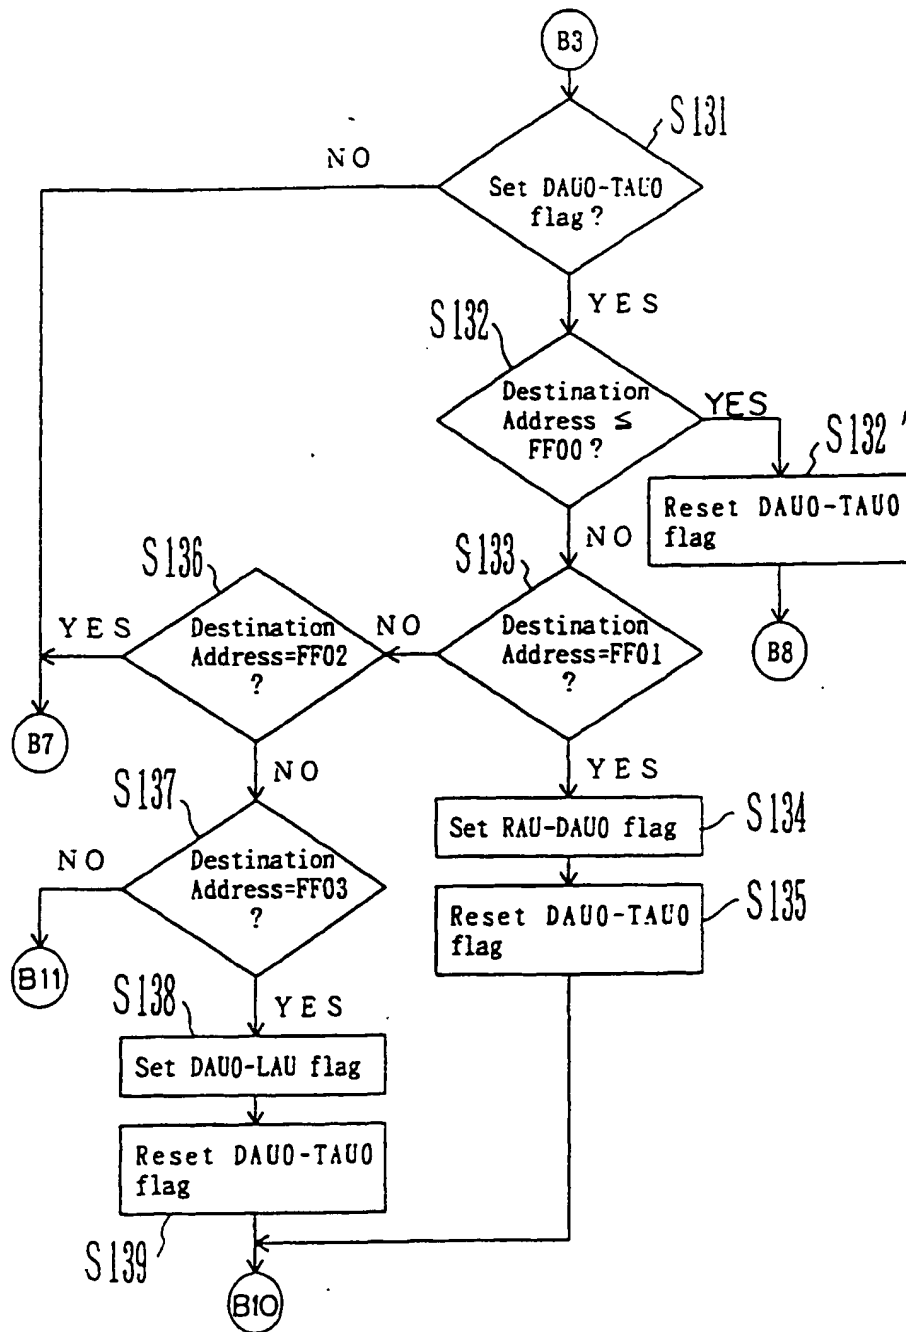 B3
S131
NO
Set DAU0-TAU0
flag?
YES
S132
Destination
Address ≤
FF00?
YES
S132'
Reset DAU0-TAU0
flag
B8
NO
S133
Destination
Address=FF01
?
NO
S136
Destination
Address=FF02
?
YES
B7
NO
YES
S134
Set RAU-DAU0 flag
S135
Reset DAU0-TAU0
flag
S137
Destination
Address=FF03
?
NO
B11
YES
S138
Set DAU0-LAU flag
Reset DAU0-TAU0
flag
S139
B10